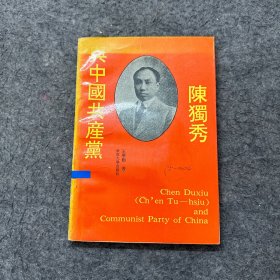 陳獨秀
與中國共産黨
Chen Duxiu
(Ch'en Tu—hsiu)
and
Communist Party of China